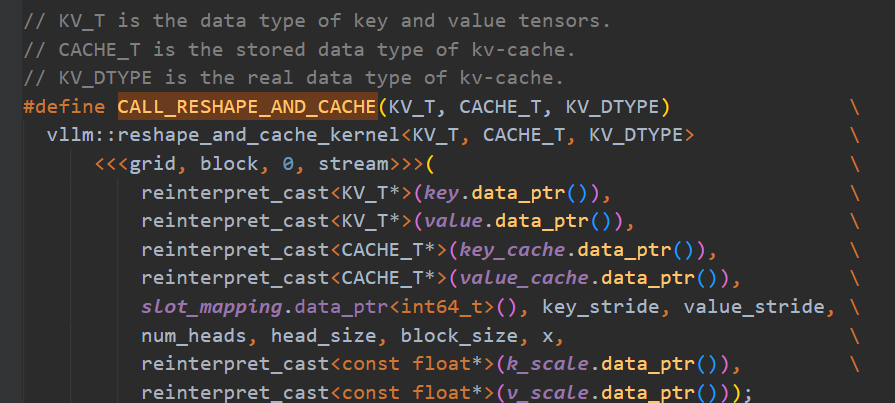 // KV_T is the data type of key and value tensors.
// CACHE_T is the stored data type of kv-cache.
// KV_DTYPE is the real data type of kv-cache.
#define CALL_RESHAPE_AND_CACHE(KV_T, CACHE_T, KV_DTYPE)               \
  vllm::reshape_and_cache_kernel<KV_T, CACHE_T, KV_DTYPE>             \
      <<<grid, block, 0, stream>>>(                                   \
          reinterpret_cast<KV_T*>(key.data_ptr()),                    \
          reinterpret_cast<KV_T*>(value.data_ptr()),                  \
          reinterpret_cast<CACHE_T*>(key_cache.data_ptr()),           \
          reinterpret_cast<CACHE_T*>(value_cache.data_ptr()),         \
          slot_mapping.data_ptr<int64_t>(), key_stride, value_stride, \
          num_heads, head_size, block_size, x,                        \
          reinterpret_cast<const float*>(k_scale.data_ptr()),         \
          reinterpret_cast<const float*>(v_scale.data_ptr()));